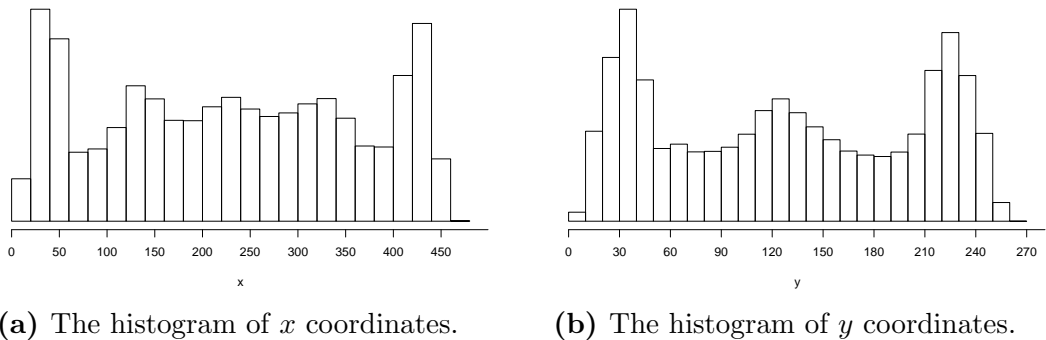 0 50 100 150 200 250 300 350 400 450
x
0 30 60 90 120 150 180 210 240 270
y
(a) The histogram of x coordinates.
(b) The histogram of y coordinates.